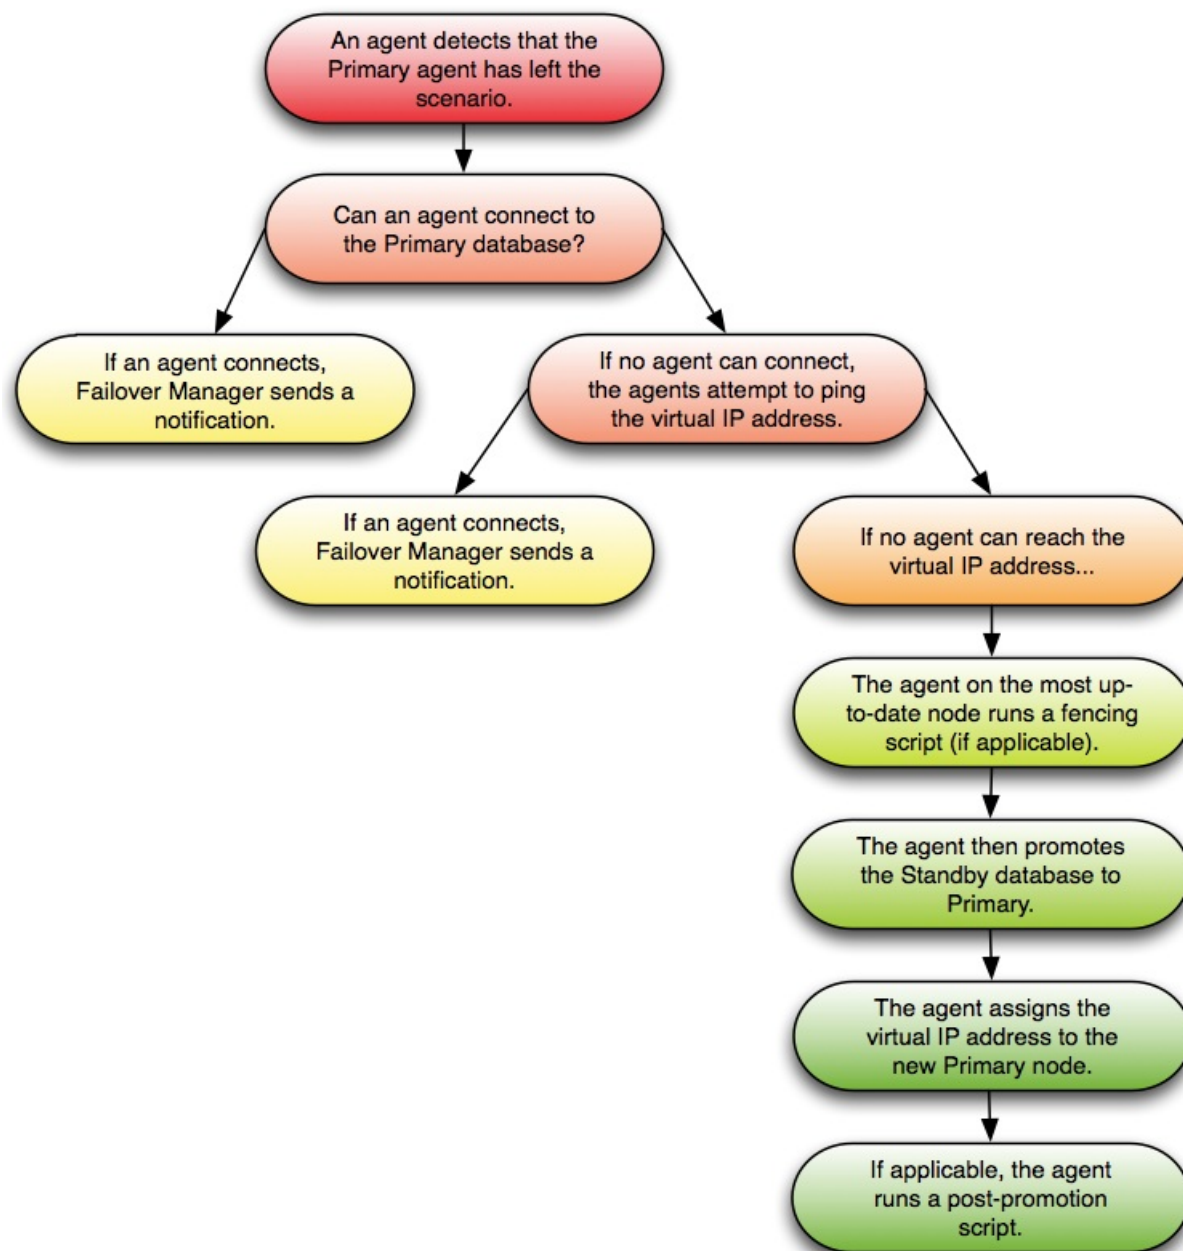 An agent detects that the
Primary agent has left the
scenario.
Can an agent connect to
the Primary database?
If an agent connects,
Failover Manager sends a
notification.
If no agent can connect,
the agents attempt to ping
the virtual IP address.
If an agent connects,
Failover Manager sends a
notification.
If no agent can reach the
virtual IP address...
The agent on the most up-
to-date node runs a fencing
script (if applicable).
The agent then promotes
the Standby database to
Primary.
The agent assigns the
virtual IP address to the
new Primary node.
If applicable, the agent
runs a post-promotion
script.